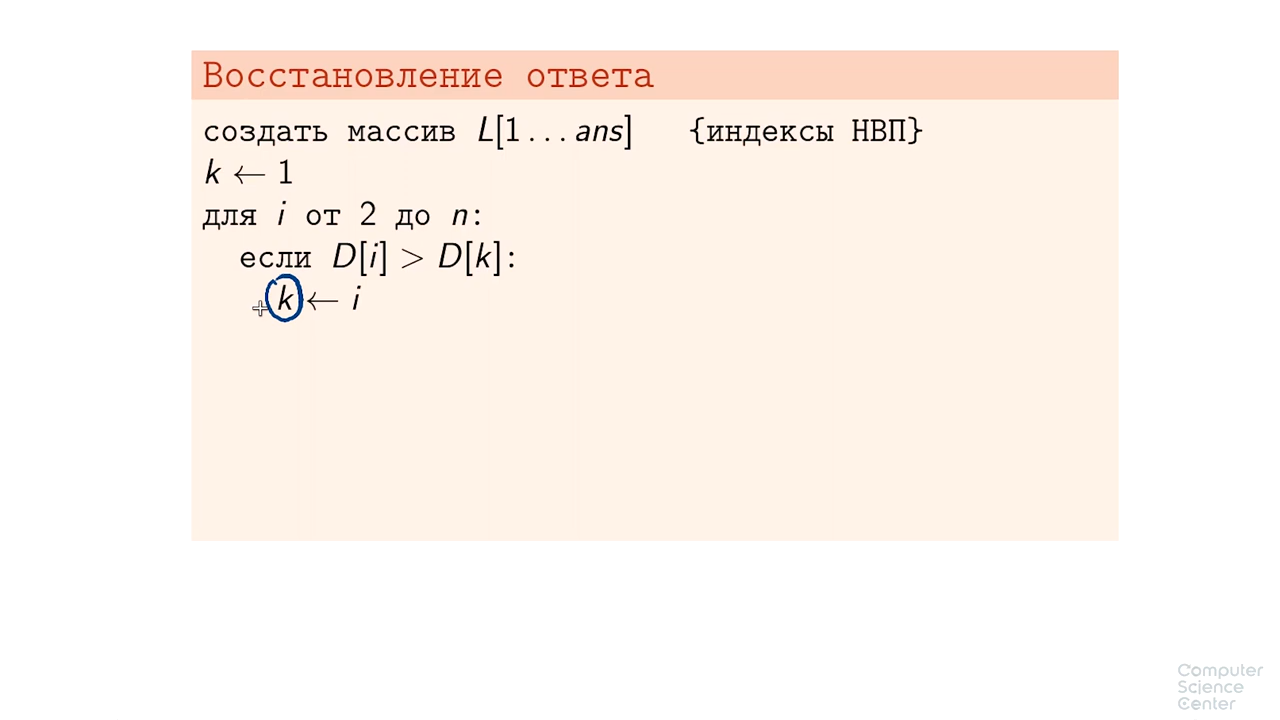 Восстановление ответа
создать массив L[1...ans] {индексы НВП}
k ← 1
для i от 2 до n:
если D[i] > D[k]:
k ← i
Computer
Science
Center